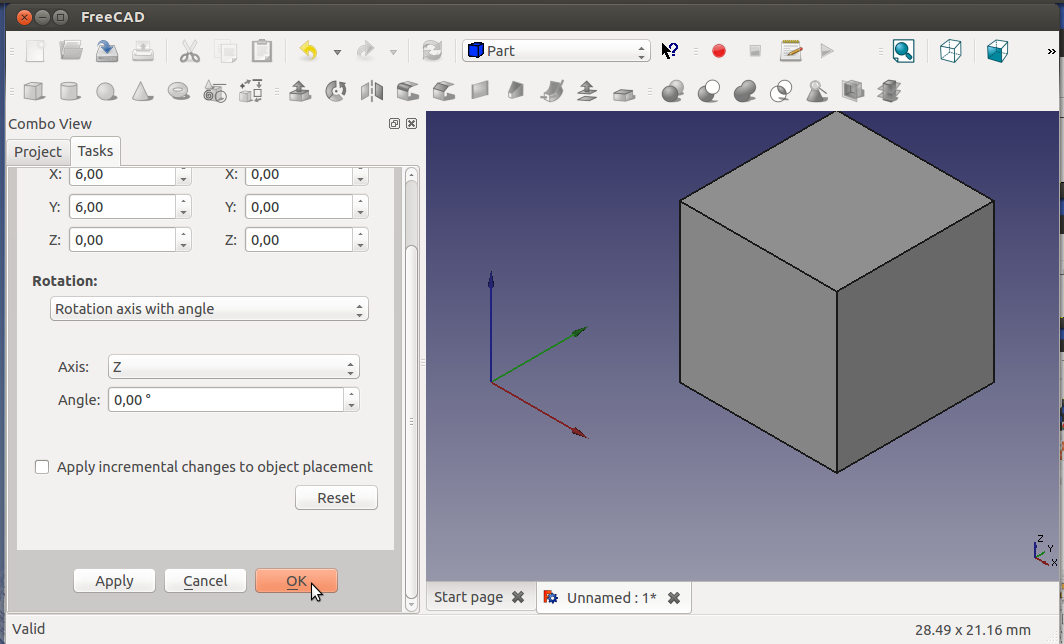 FreeCAD
Part
»
Combo View
Project Tasks
X: 6,00 X: 0,00
Y: 6,00 Y: 0,00
Z: 0,00 Z: 0,00
Rotation:
Rotation axis with angle
Axis: Z
Angle: 0,00 °
Apply incremental changes to object placement
Reset
Apply Cancel OK
Z
Y
X
Start page Unnamed : 1*
Valid 28.49 x 21.16 mm